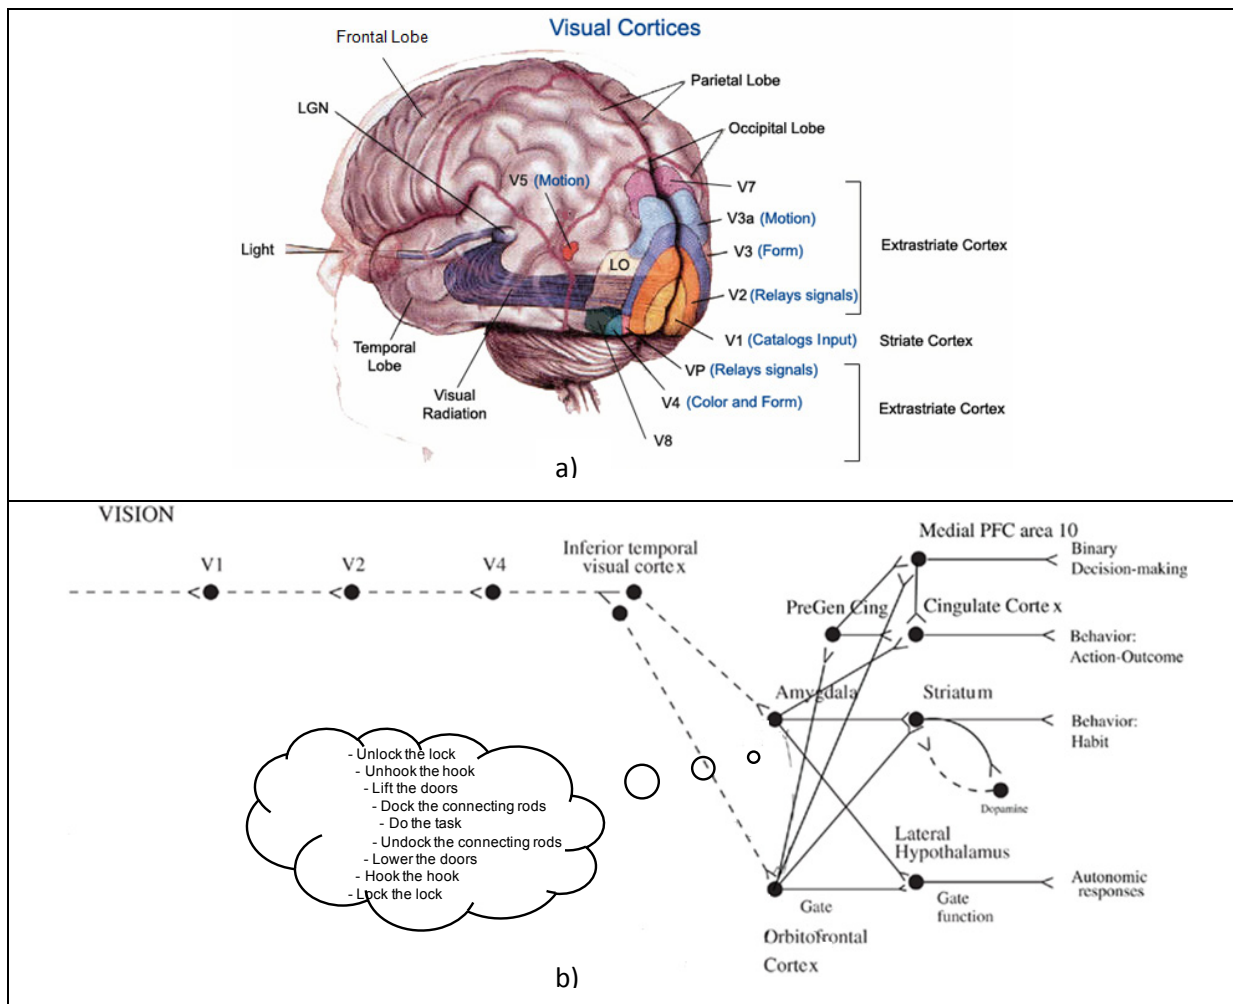 Visual Cortices
Frontal Lobe
Parietal Lobe
LGN
Occipital Lobe
V5 (Motion)
V7
V3a (Motion)
Light
Extrastriate Cortex
V3 (Form)
LO
V2 (Relays signals)
V1 (Catalogs Input)
Striate Cortex
Temporal
Lobe
VP (Relays signals)
Visual
Radiation
V4 (Color and Form)
Extrastriate Cortex
V8
a)
VISION
V1
V2
V4
Inferior temporal
visual cortex
Medial PFC area 10
Binary
Decision-making
PreGen Cing
Cingulate Cortex
Behavior:
Action-Outcome
Amygdala
Striatum
Behavior:
Habit
Dopamine
- Unlock the lock
- Unhook the hook
- Lift the doors
- Dock the connecting rods
- Do the task
- Undock the connecting rods
- Lower the doors
- Hook the hook
- Lock the lock
Lateral
Hypothalamus
Autonomic
responses
Gate
Gate
function
Orbitofrontal
Cortex
b)